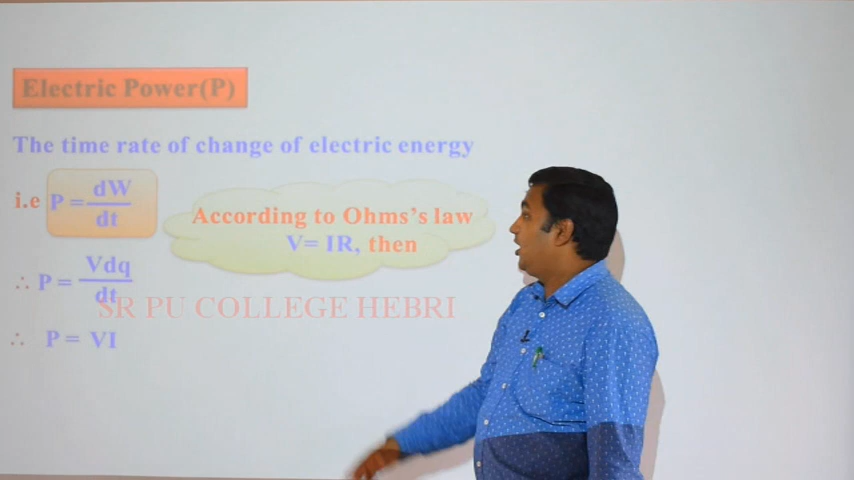 Electric Power(P)
The time rate of change of electric energy
i.e P = dW/dt
According to Ohms's law
V= IR, then
∴ P = Vdq/dt
SR PU COLLEGE HEBRI
∴ P = VI